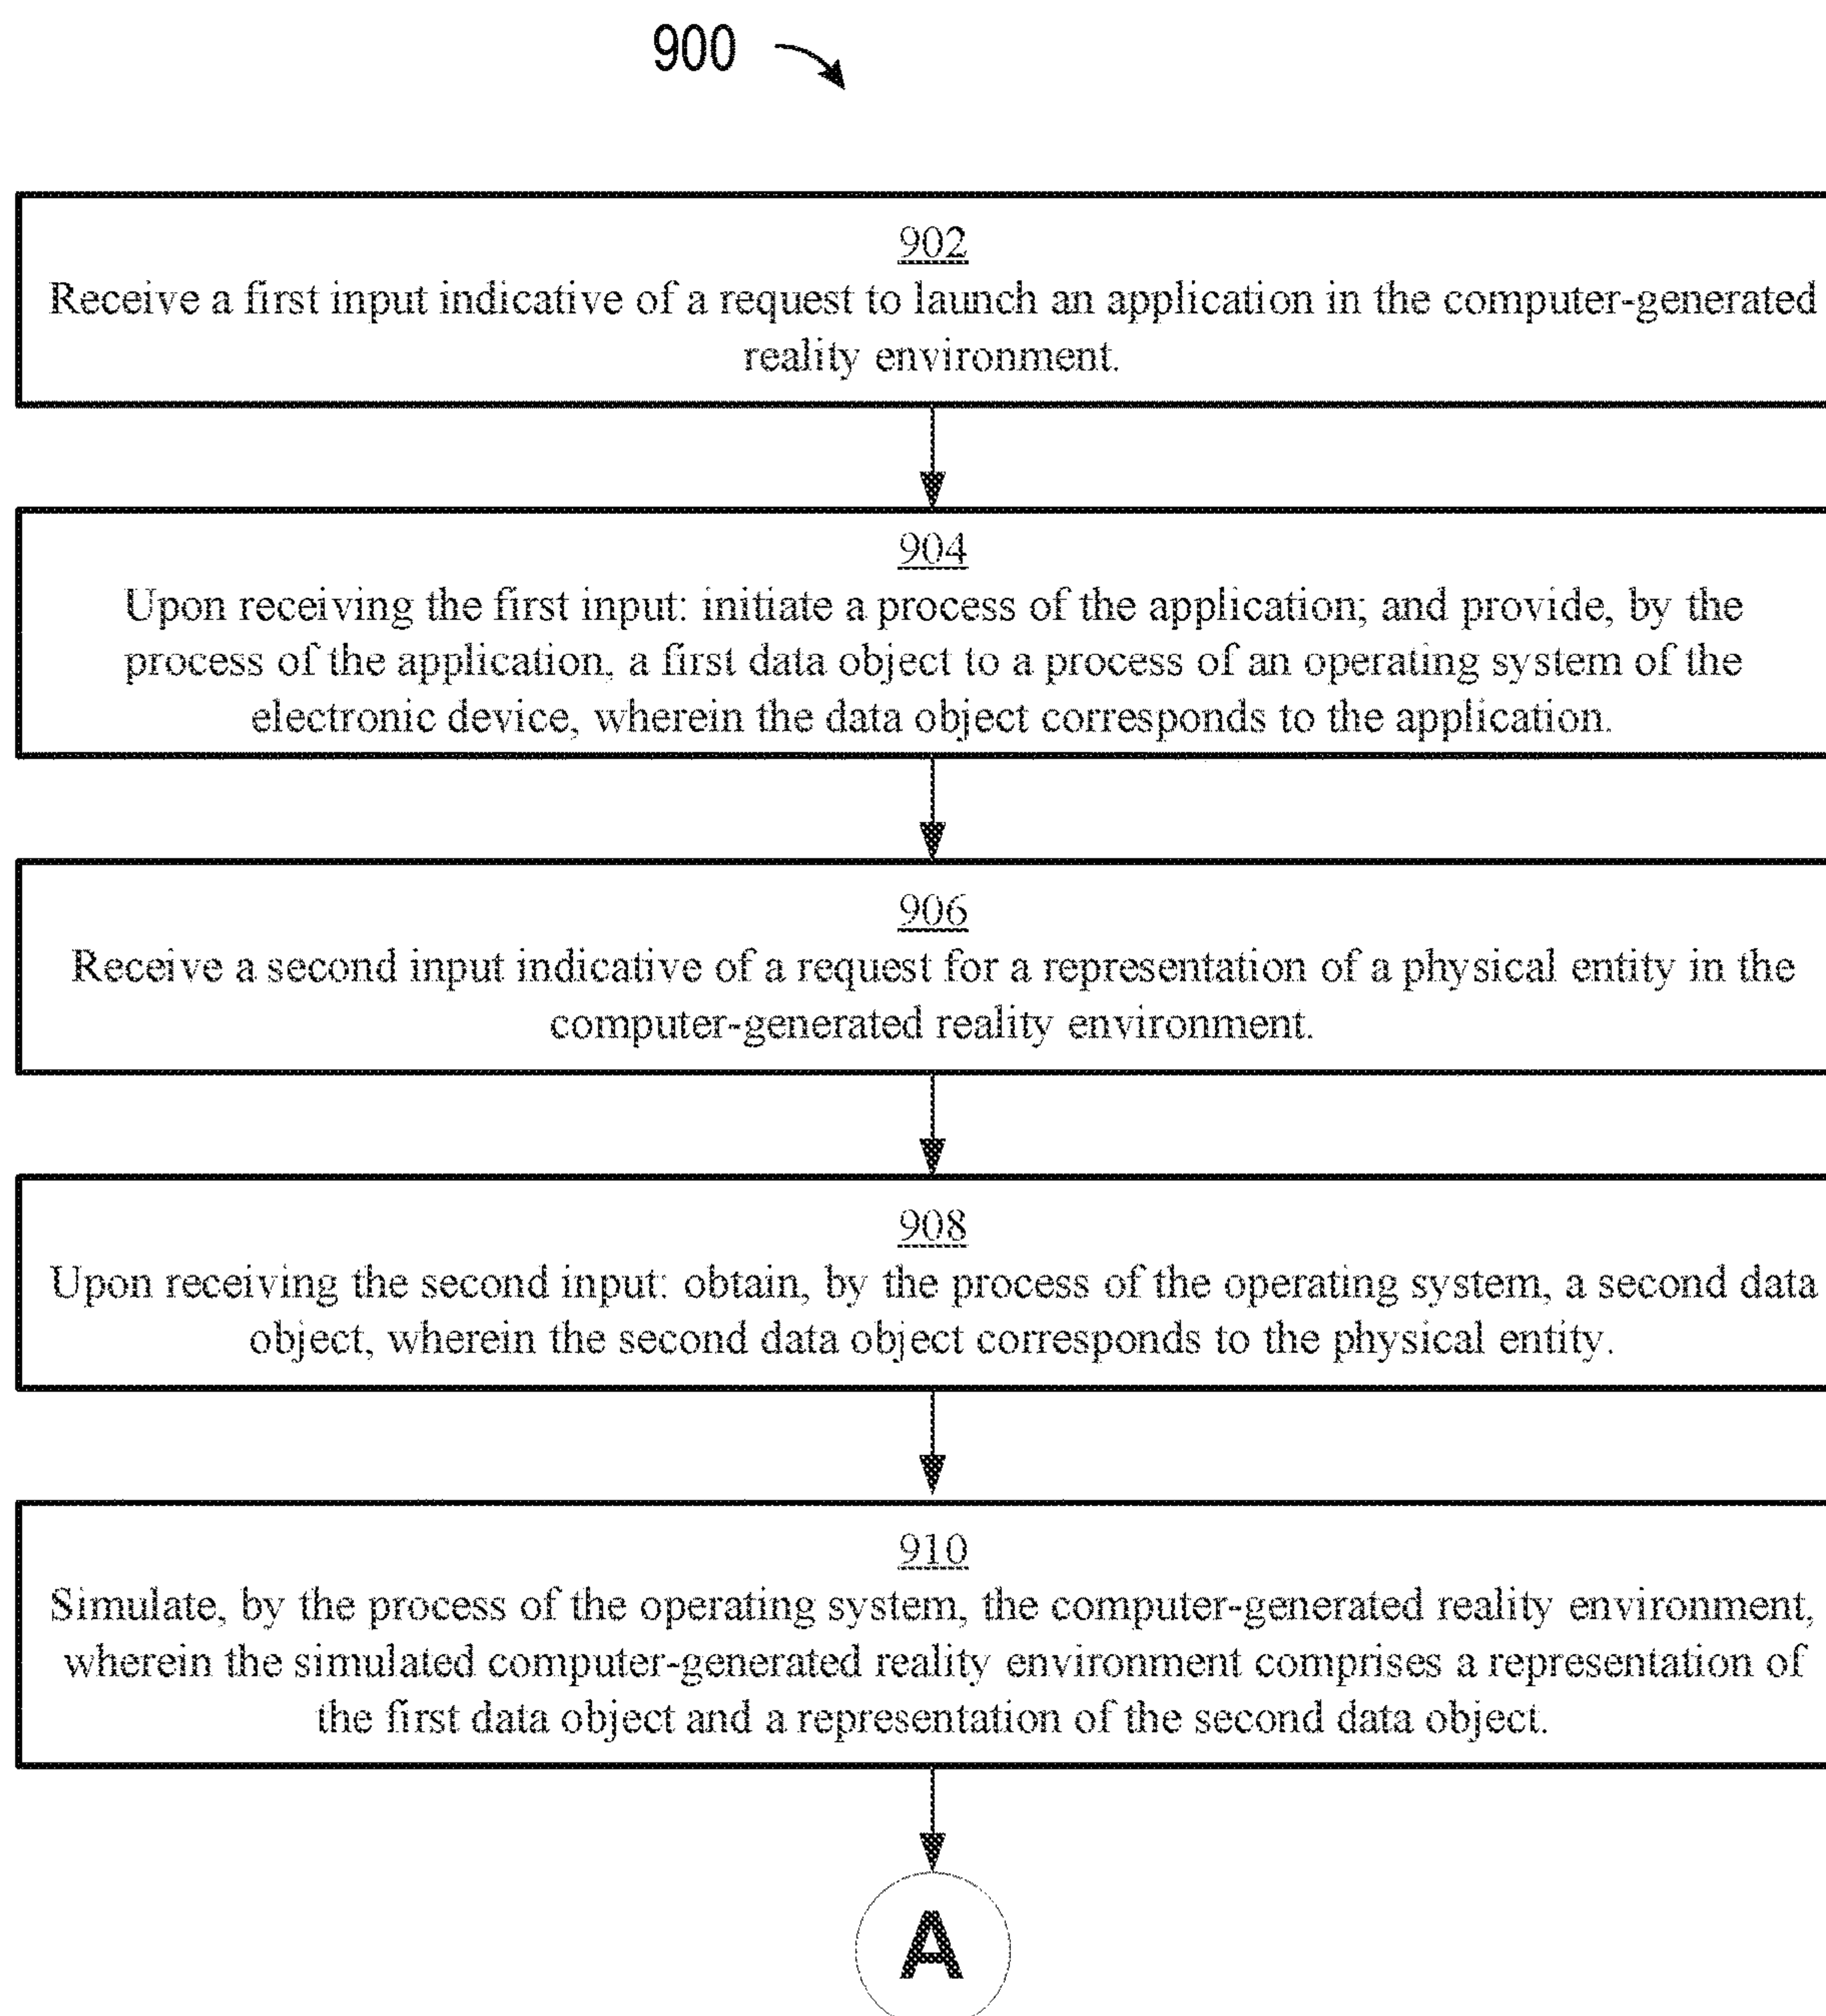 900
902
Receive a first input indicative of a request to launch an application in the computer-generated
reality environment.
904
Upon receiving the first input: initiate a process of the application; and provide, by the
process of the application, a first data object to a process of an operating system of the
electronic device, wherein the data object corresponds to the application.
906
Receive a second input indicative of a request for a representation of a physical entity in the
computer-generated reality environment.
908
Upon receiving the second input: obtain, by the process of the operating system, a second data
object, wherein the second data object corresponds to the physical entity.
910
Simulate, by the process of the operating system, the computer-generated reality environment,
wherein the simulated computer-generated reality environment comprises a representation of
the first data object and a representation of the second data object.
A